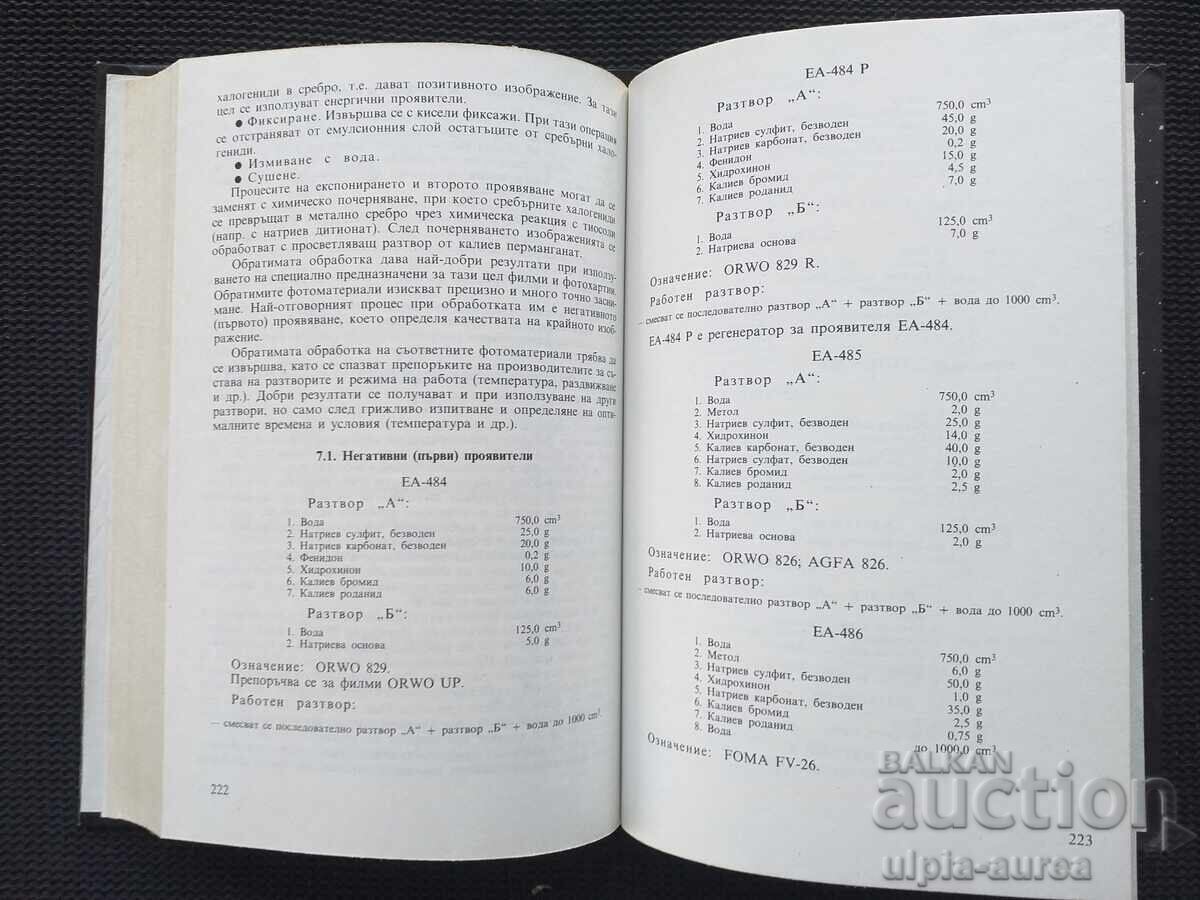 халогениди в сребро, т.е. дават позитивното изображение. За тази
цел се използуват енергични проявители.
● Фиксиране. Извършва се с кисели фиксажи. При тази операция
се отстраняват от емулсионния слой остатъците от сребърни хало-
гениди.
● Измиване с вода.
● Сушене.
Процесите на експонирането и второто проявяване могат да се
заменят с химическо почерняване, при което сребърните халогениди
се превръщат в метално сребро чрез химическа реакция с тиосоли
(напр. с натриев дитионат). След почерняването изображенията се
обработват с просветляващ разтвор от калиев перманганат.
Обратимата обработка дава най-добри резултати при използу-
ването на специално предназначени за тази цел филми и фотохартии.
Обратимите фотоматериали изискват прецизно и много точно засни-
мане. Най-отговорният процес при обработката им е негативното
(първото) проявяване, което определя качествата на крайното изоб-
ражение.
Обратимата обработка на съответните фотоматериали трябва да
се извършва, като се спазват препоръките на производителите за със-
тава на разтворите и режима на работа (температура, раздвижване
и др.). Добри резултати се получават и при използуване на други
разтвори, но само след грижливо изпитване и определяне на опти-
малните времена и условия (температура и др.).
7.1. Негативни (първи) проявители
ЕА-484
Разтвор „А“:
1. Вода 750,0 cm³
2. Натриев сулфит, безводен 25,0 g
3. Натриев карбонат, безводен 20,0 g
4. Фенидон 0,2 g
5. Хидрохинон 10,0 g
6. Калиев бромид 6,0 g
7. Калиев роданид 6,0 g
Разтвор „Б“:
1. Вода 125,0 cm³
2. Натриева основа 5,0 g
Означение: ORWO 829.
Препоръчва се за филми ORWO UP.
Работен разтвор:
– смесват се последователно разтвор „А“ + разтвор „Б“ + вода до 1000 cm³.
222
ЕА-484 Р
Разтвор „А“:
1. Вода 750,0 cm³
2. Натриев сулфит, безводен 45,0 g
3. Натриев карбонат, безводен 20,0 g
4. Фенидон 0,2 g
5. Хидрохинон 15,0 g
6. Калиев бромид 4,5 g
7. Калиев роданид 7,0 g
Разтвор „Б“:
1. Вода 125,0 cm³
2. Натриева основа 7,0 g
Означение: ORWO 829 R.
Работен разтвор:
– смесват се последователно разтвор „А“ + разтвор „Б“ + вода до 1000 cm³.
ЕА-484 Р е регенератор за проявителя ЕА-484.
ЕА-485
Разтвор „А“:
1. Вода 750,0 cm³
2. Метол 2,0 g
3. Натриев сулфит, безводен 25,0 g
4. Хидрохинон 14,0 g
5. Калиев карбонат, безводен 40,0 g
6. Натриев сулфат, безводен 10,0 g
7. Калиев бромид 2,0 g
8. Калиев роданид 2,5 g
Разтвор „Б“:
1. Вода 125,0 cm³
2. Натриева основа 2,0 g
Означение: ORWO 826; AGFA 826.
Работен разтвор:
– смесват се последователно разтвор „А“ + разтвор „Б“ + вода до 1000 cm³.
ЕА-486
1. Вода 750,0 cm³
2. Метол 6,0 g
3. Натриев сулфит, безводен 50,0 g
4. Хидрохинон 1,0 g
5. Натриев карбонат, безводен 35,0 g
6. Калиев бромид 2,5 g
7. Калиев роданид 0,75 g
8. Вода до 1000,0 cm³
Означение: FOMA FV-26.
223
BALKAN
auction
ulpia-aurea